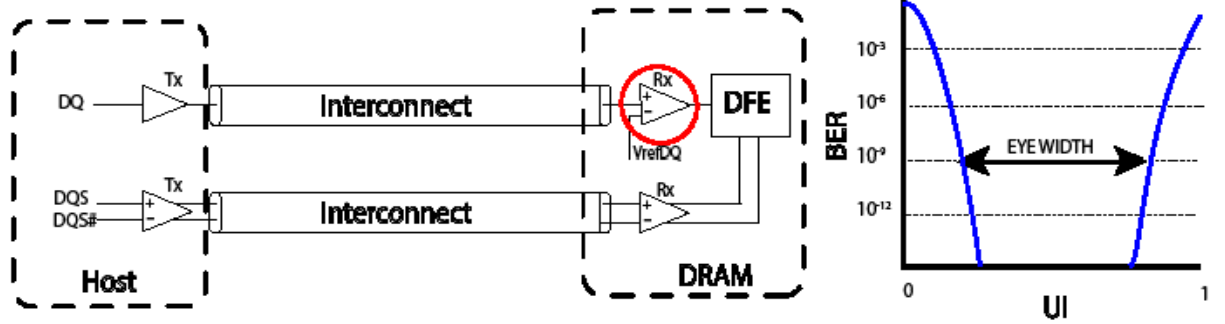 DQ
Tx
Interconnect
+
−
VrefDQ
Rx
DFE
DQS
DQS#
+
−
Tx
Interconnect
+
−
Rx
Host
DRAM
BER
10-3
10-6
10-9
10-12
EYE WIDTH
0
1
UI